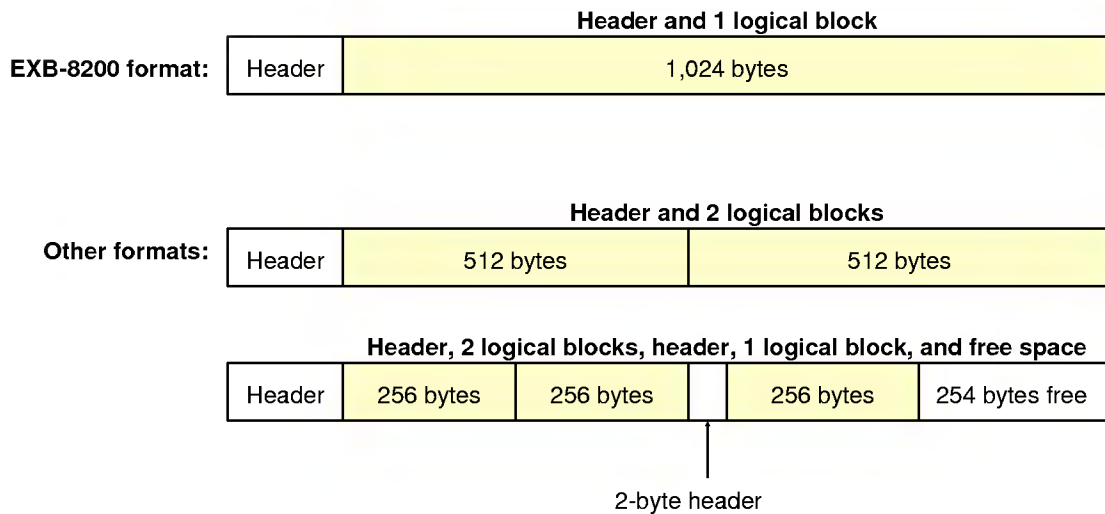 Header and 1 logical block
EXB-8200 format: Header 1,024 bytes
Header and 2 logical blocks
Other formats: Header 512 bytes 512 bytes
Header, 2 logical blocks, header, 1 logical block, and free space
Header 256 bytes 256 bytes 256 bytes 254 bytes free
2-byte header